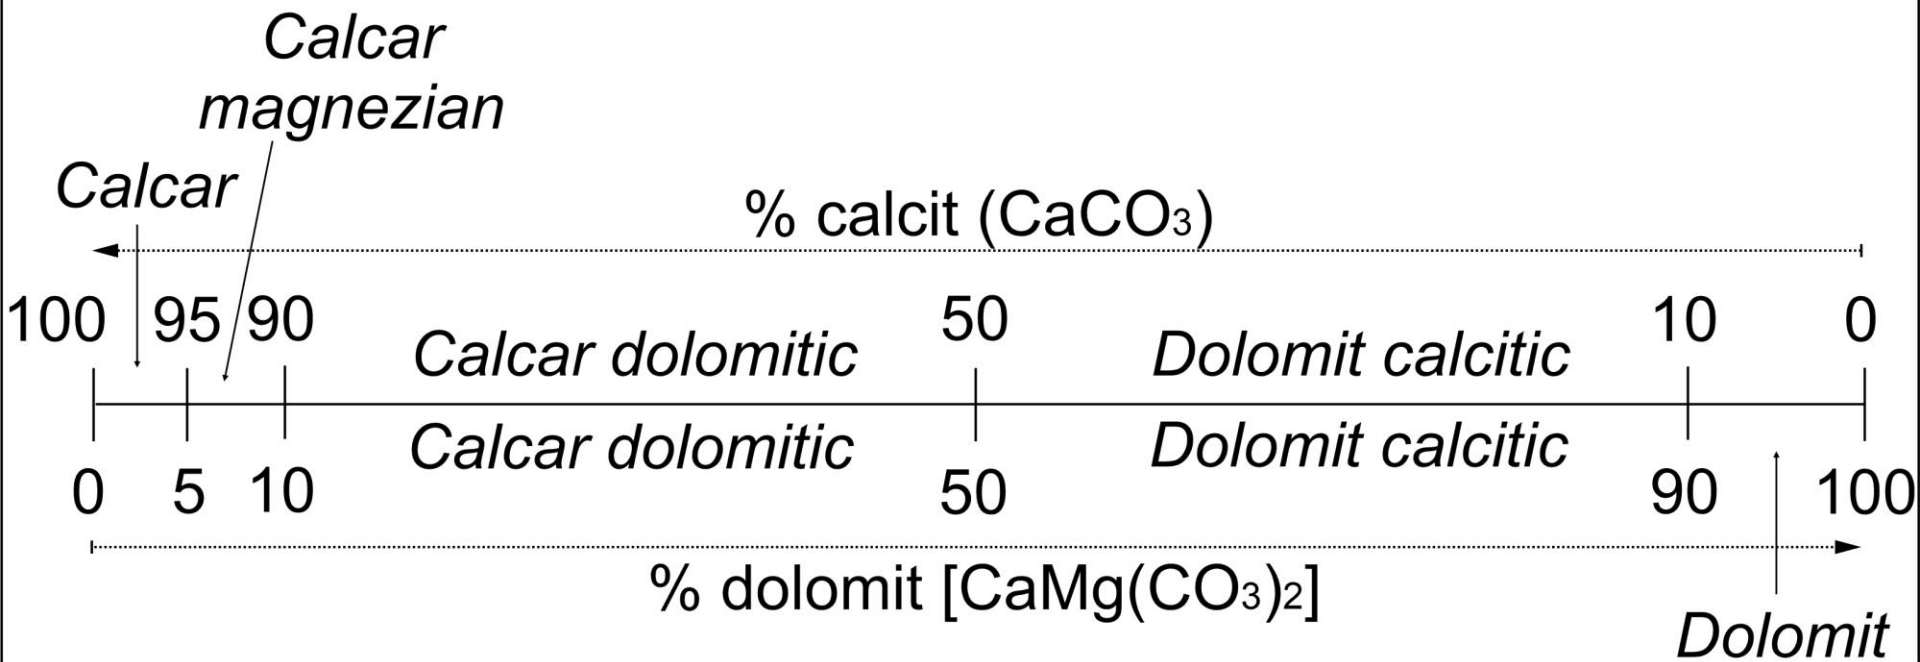 Calcar
magnezian
Calcar
% calcit (CaCO₃)
100 95 90 50 10 0
Calcar dolomitic Dolomit calcitic
Calcar dolomitic Dolomit calcitic
0 5 10 50 90 100
% dolomit [CaMg(CO₃)₂]
Dolomit